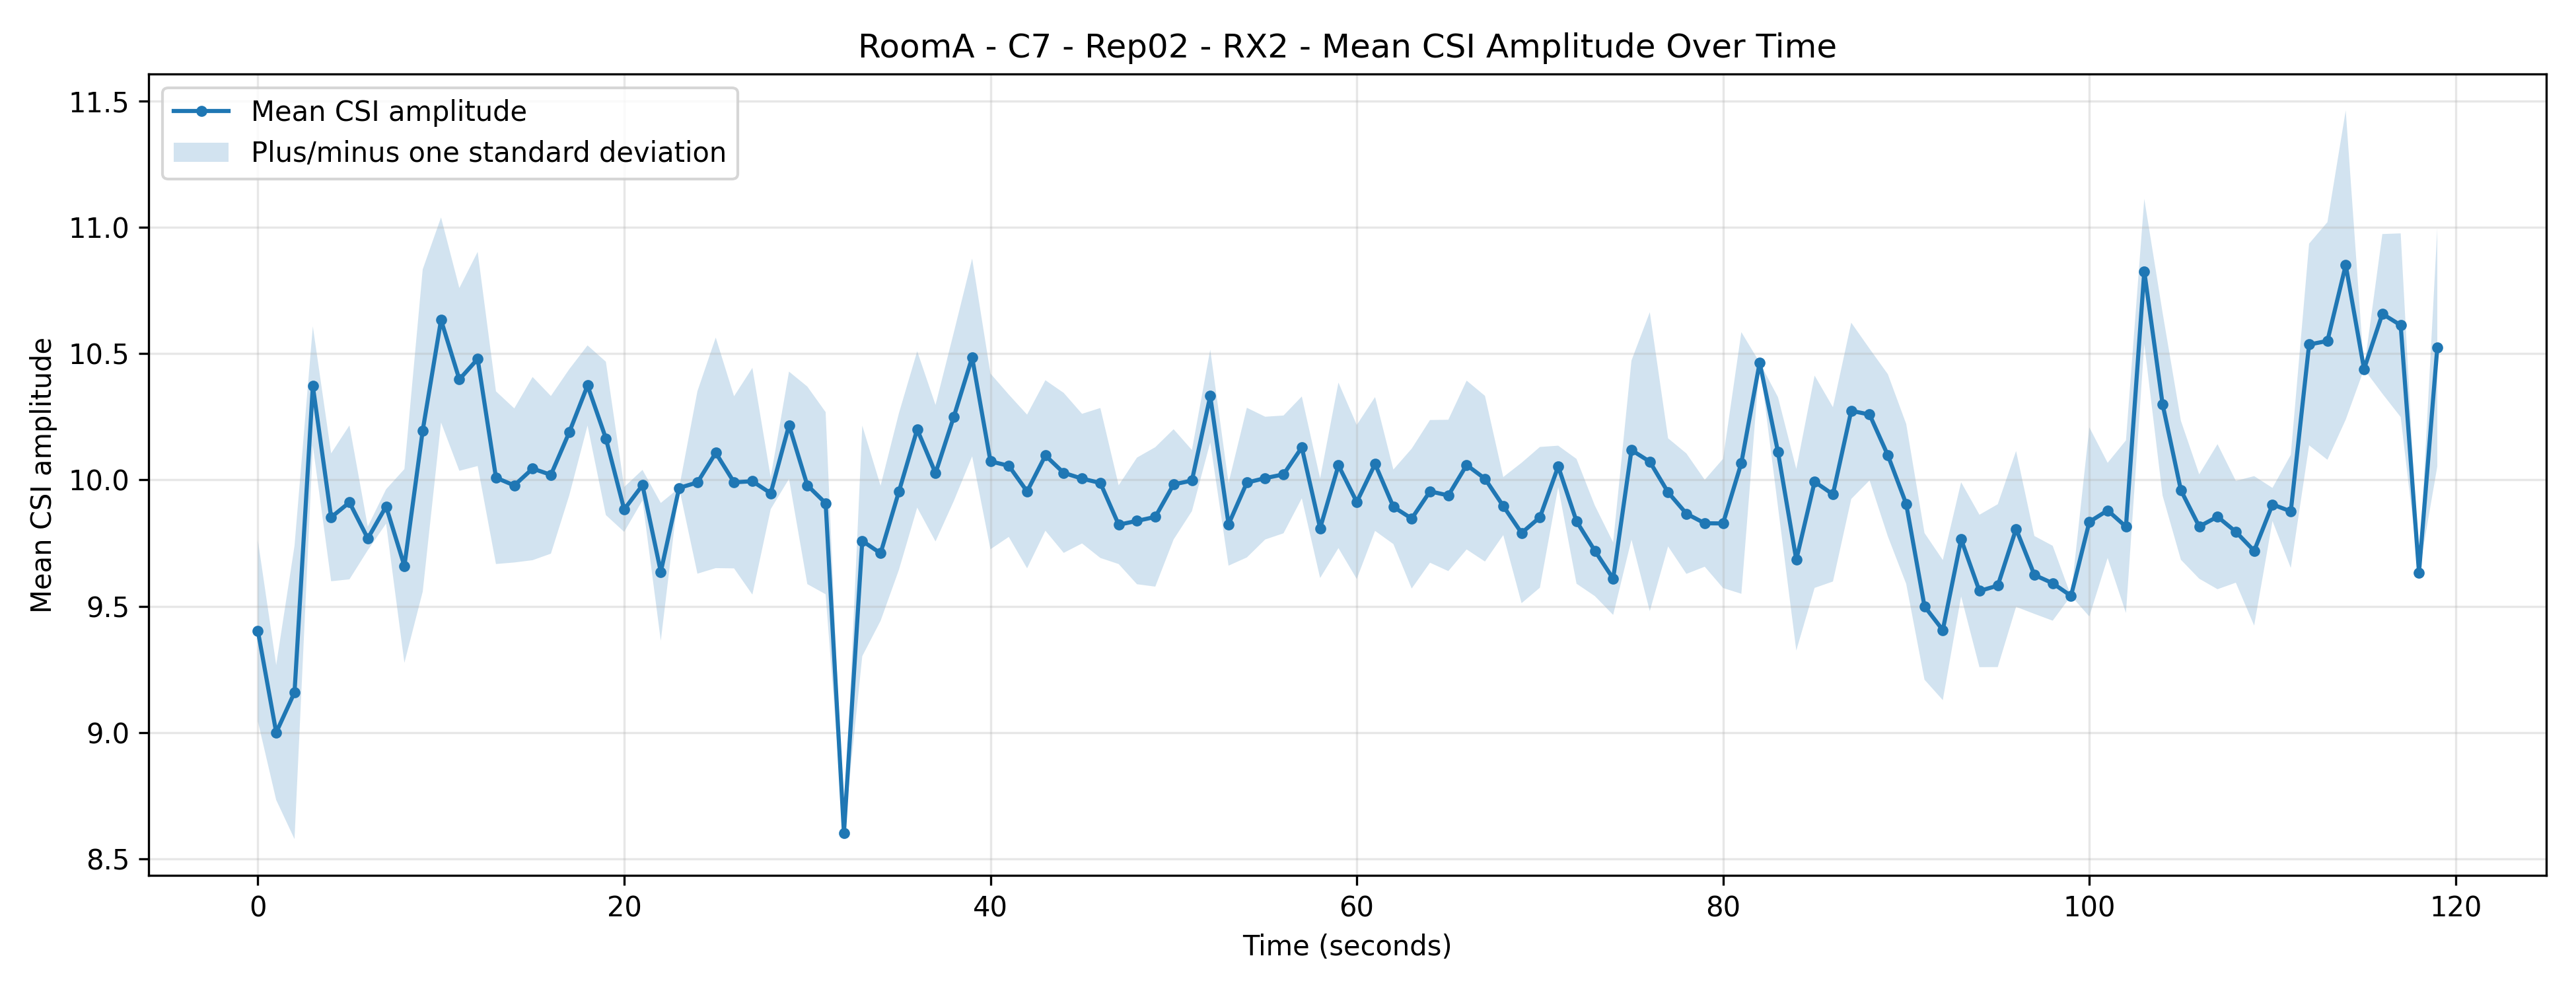 RoomA - C7 - Rep02 - RX2 - Mean CSI Amplitude Over Time
Mean CSI amplitude
Plus/minus one standard deviation
Mean CSI amplitude
11.5
11.0
10.5
10.0
9.5
9.0
8.5
0 20 40 60 80 100 120
Time (seconds)